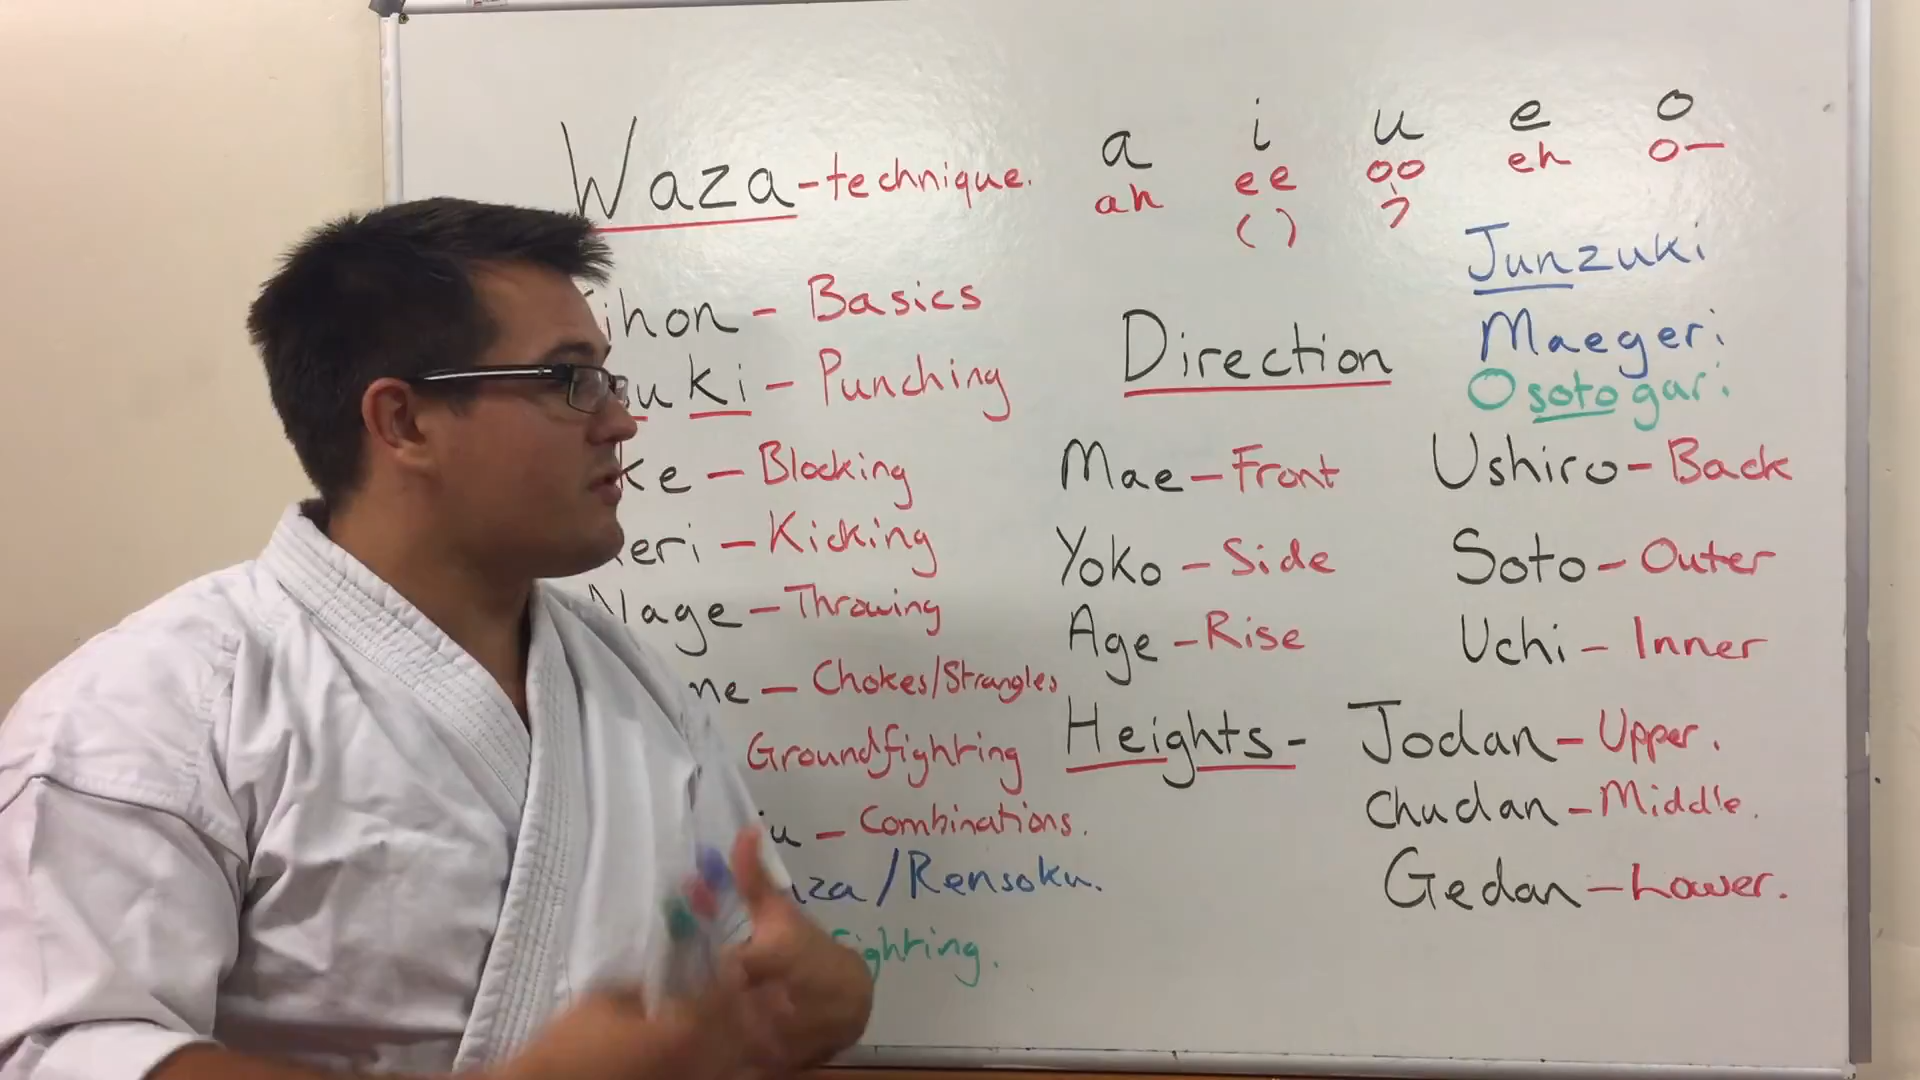 Waza - technique.
a i u e o
ah ee oo eh o—
( )
Junzuki
Maegeri
Osotogari
ihon - Basics
uki - Punching
ke - Blocking
eri - Kicking
Nage - Throwing
ne - Chokes/Strangles
Groundfighting
u - Combinations.
za / Rensoku.
fighting.
Direction
Mae - Front
Ushiro - Back
Yoko - Side
Soto - Outer
Age - Rise
Uchi - Inner
Heights - Jodan - Upper.
Chudan - Middle.
Gedan - Lower.